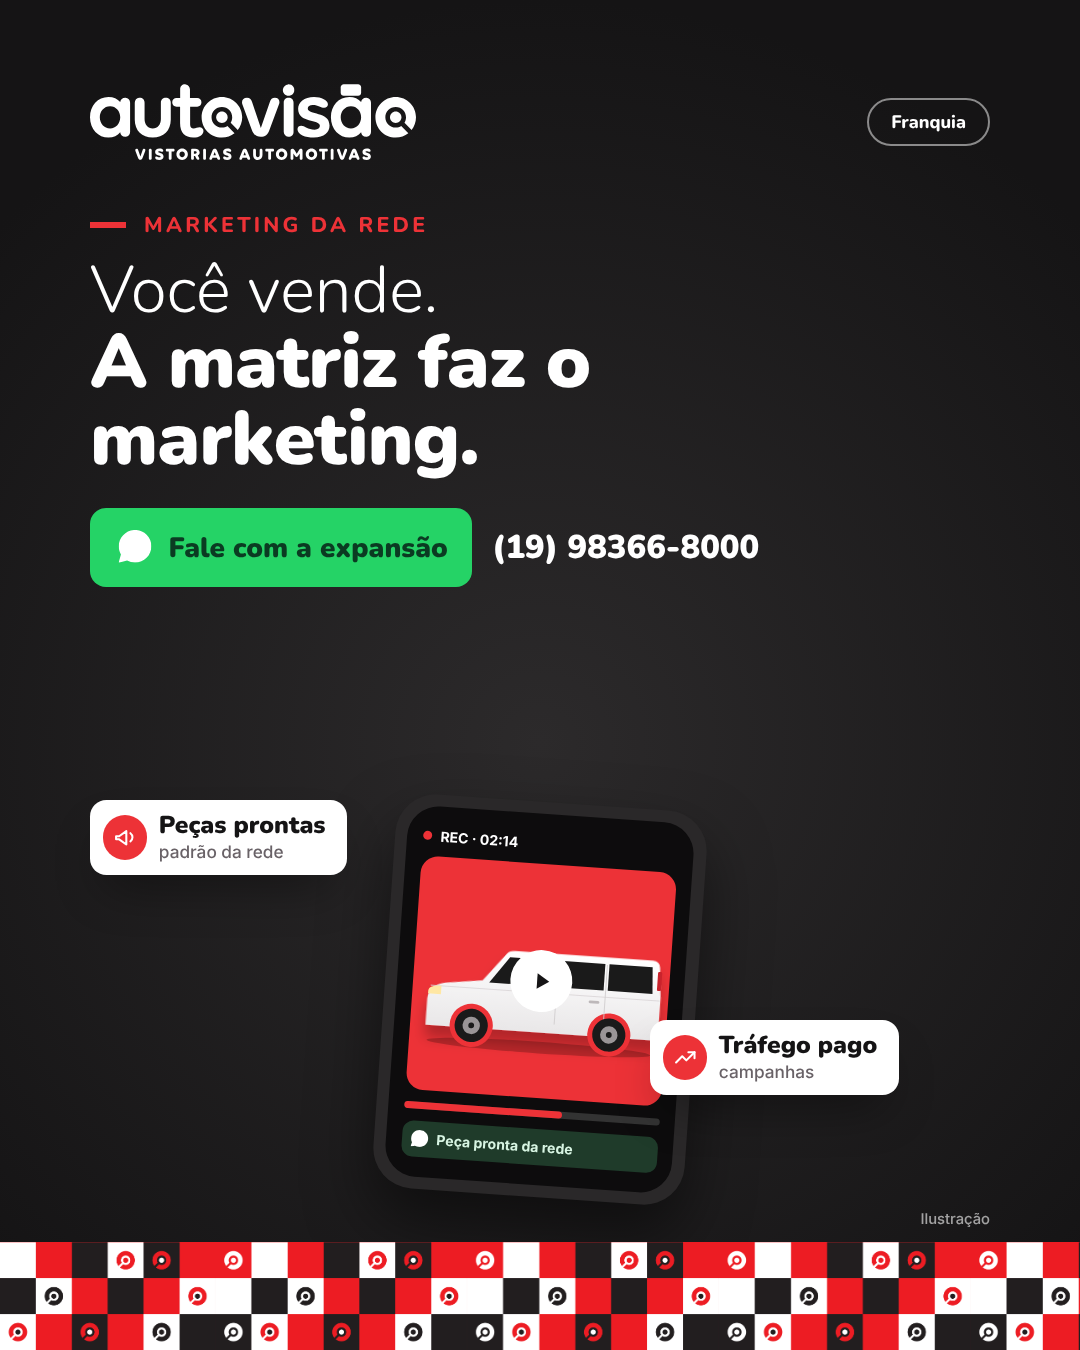 autovisão
VISTORIAS AUTOMOTIVAS
Franquia
MARKETING DA REDE
Você vende.
A matriz faz o
marketing.
Fale com a expansão
(19) 98366-8000
Peças prontas
padrão da rede
REC · 02:14
Tráfego pago
campanhas
Peça pronta da rede
Ilustração